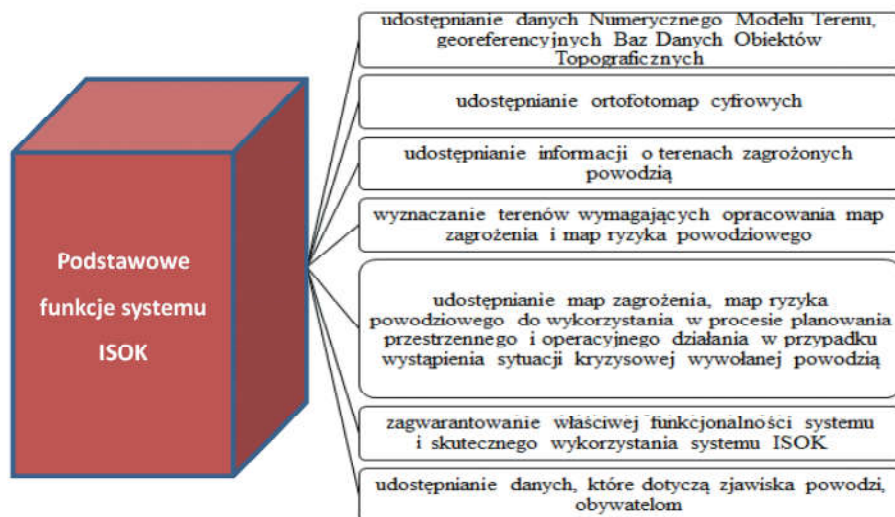 Podstawowe
funkcje systemu
ISOK
udostępnianie danych Numerycznego Modelu Terenu,
georeferencyjnych Baz Danych Obiektów
Topograficznych
udostępnianie ortofotomap cyfrowych
udostępnianie informacji o terenach zagrożonych
powodzią
wyznaczanie terenów wymagających opracowania map
zagrożenia i map ryzyka powodziowego
udostępnianie map zagrożenia, map ryzyka
powodziowego do wykorzystania w procesie planowania
przestrzennego i operacyjnego działania w przypadku
wystąpienia sytuacji kryzysowej wywołanej powodzią
zagwarantowanie właściwej funkcjonalności systemu
i skutecznego wykorzystania systemu ISOK
udostępnianie danych, które dotyczą zjawiska powodzi,
obywatelom